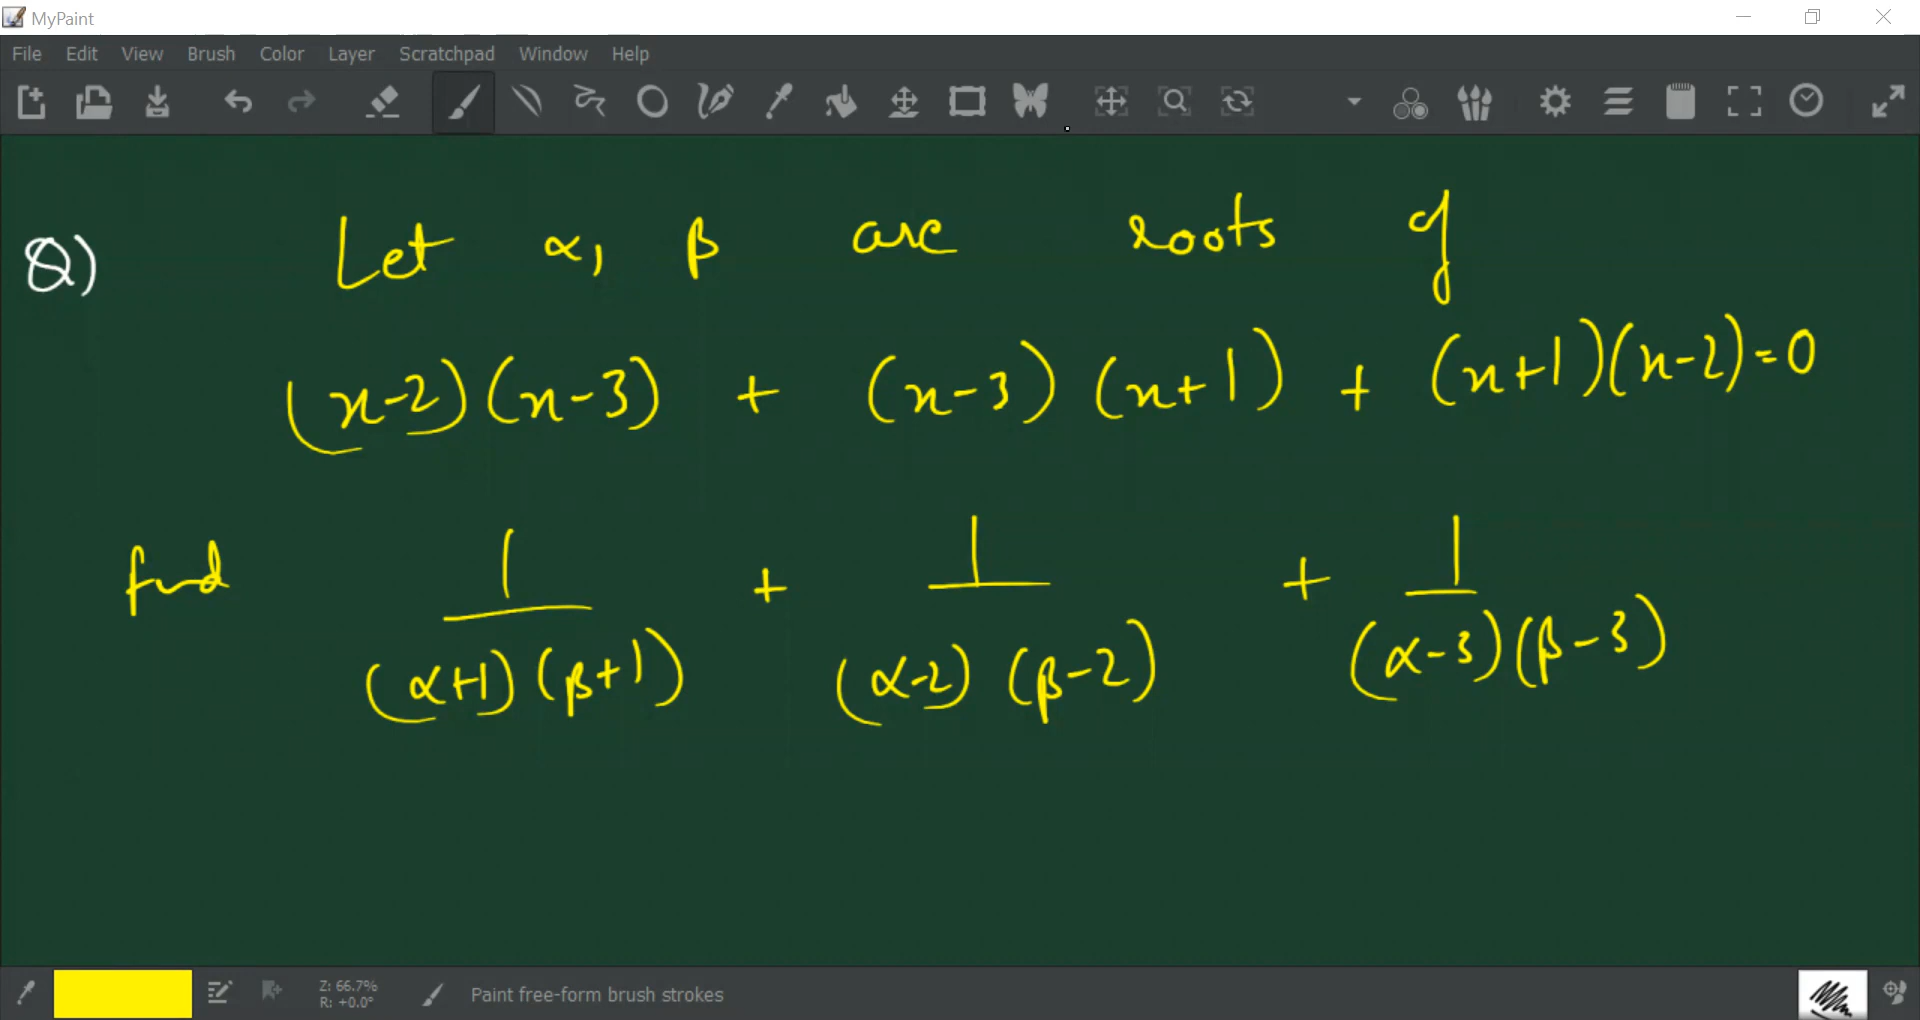 MyPaint
File Edit View Brush Color Layer Scratchpad Window Help
Q) Let α, β are roots of
(x-2)(x-3) + (x-3)(x+1) + (x+1)(x-2)=0
find 1/((α+1)(β+1)) + 1/((α-2)(β-2)) + 1/((α-3)(β-3))
Z: 66.7%
R: +0.0°
Paint free-form brush strokes